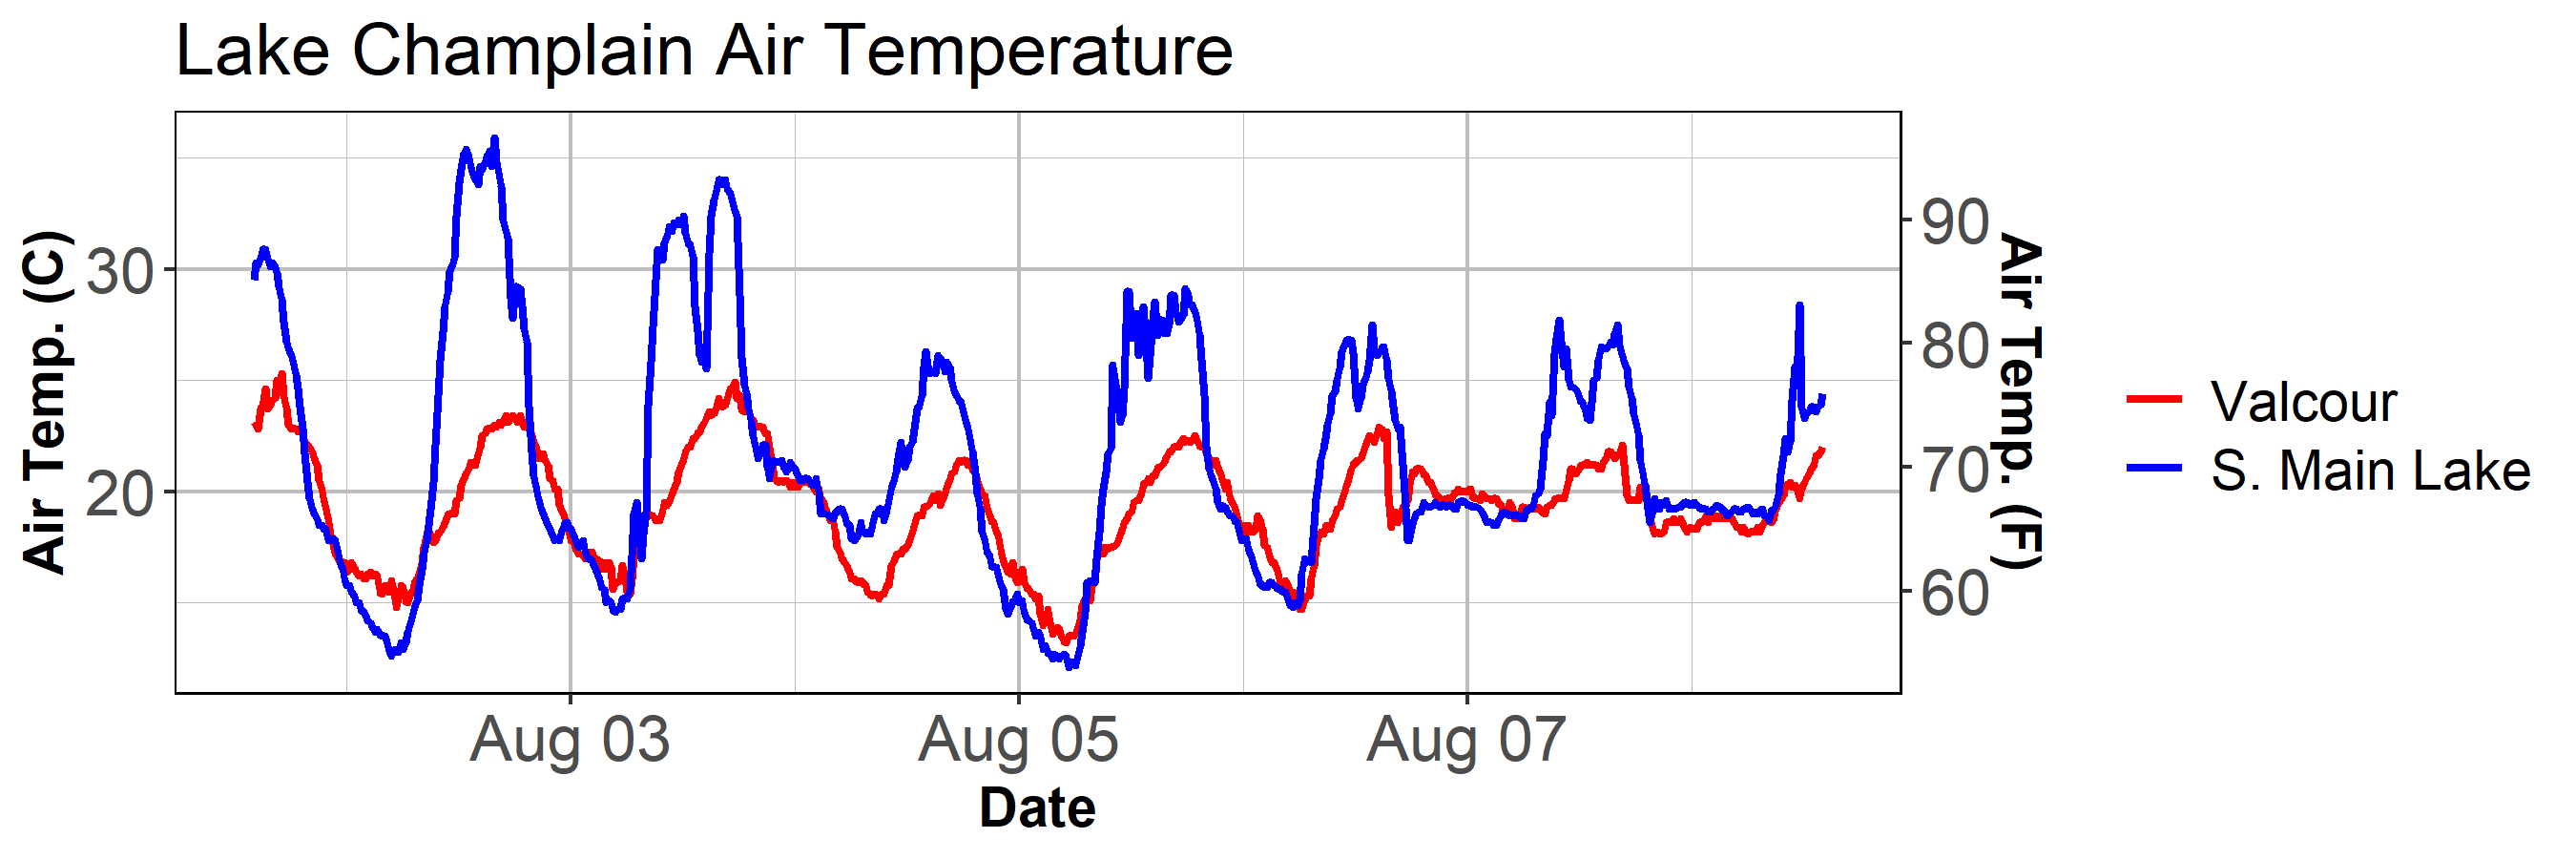 Lake Champlain Air Temperature
Air Temp. (C)
30
20
90
80
70
60
Air Temp. (F)
Valcour
S. Main Lake
Aug 03
Aug 05
Aug 07
Date